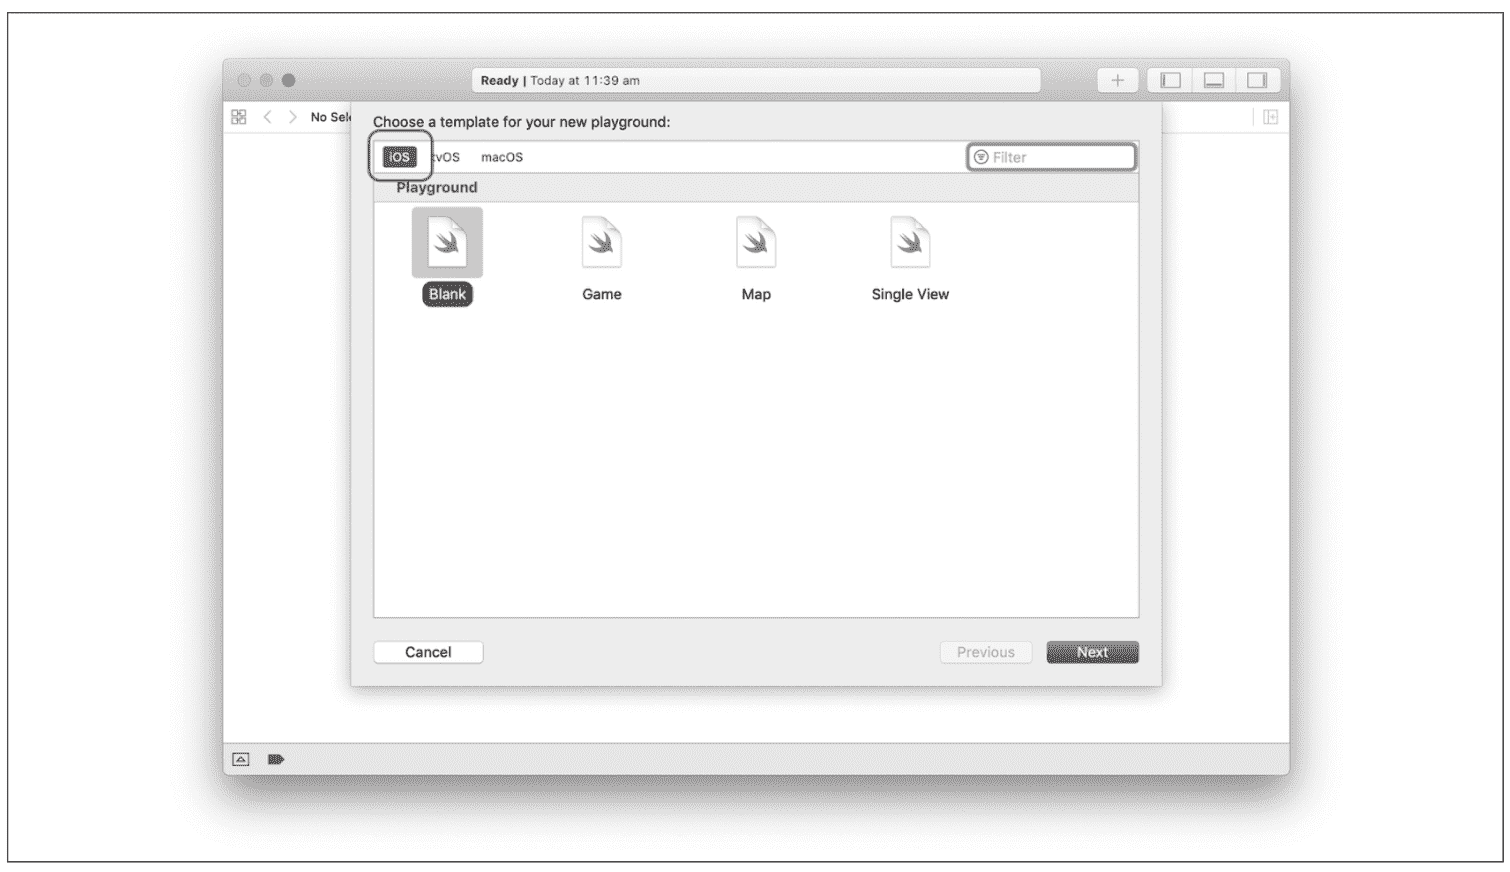 Ready | Today at 11:39 am
No Sele
Choose a template for your new playground:
iOS tvOS macOS Filter
Playground
Blank Game Map Single View
Cancel Previous Next